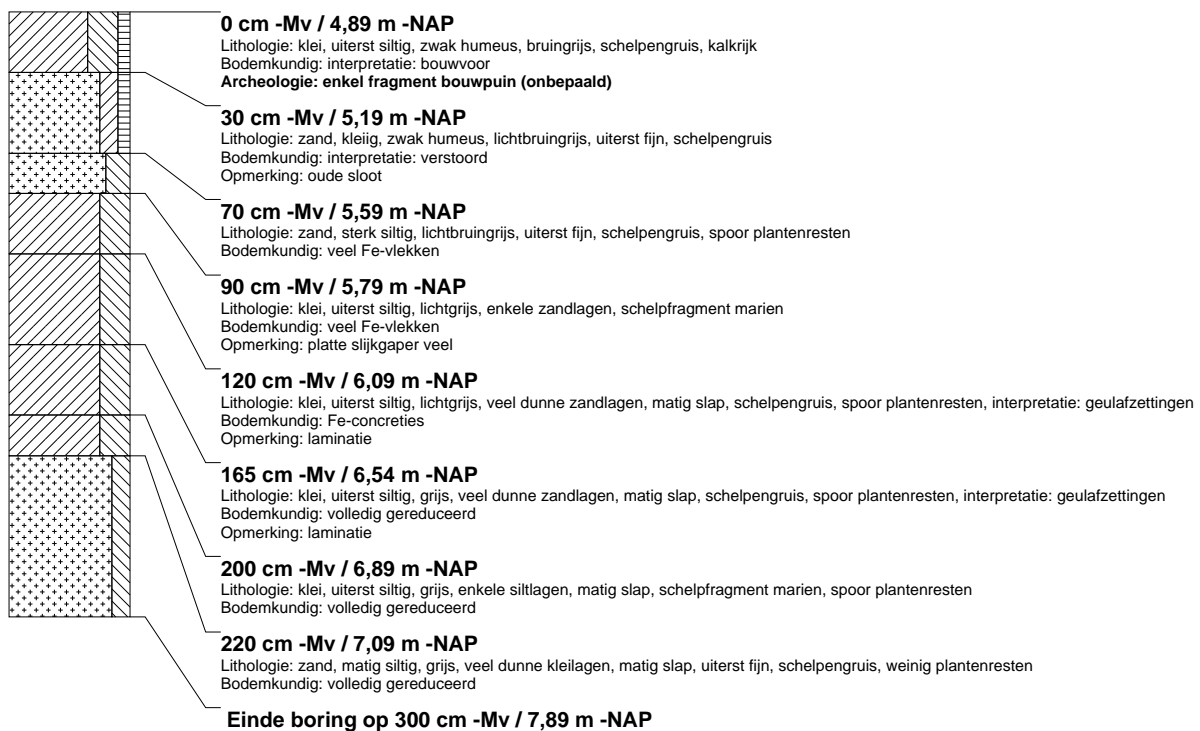 0 cm -Mv / 4,89 m -NAP
Lithologie: klei, uiterst siltig, zwak humeus, bruingrijs, schelpengruis, kalkrijk
Bodemkundig: interpretatie: bouwvoor
Archeologie: enkel fragment bouwpuin (onbepaald)
30 cm -Mv / 5,19 m -NAP
Lithologie: zand, kleiig, zwak humeus, lichtbruingrijs, uiterst fijn, schelpengruis
Bodemkundig: interpretatie: verstoord
Opmerking: oude sloot
70 cm -Mv / 5,59 m -NAP
Lithologie: zand, sterk siltig, lichtbruingrijs, uiterst fijn, schelpengruis, spoor plantenresten
Bodemkundig: veel Fe-vlekken
90 cm -Mv / 5,79 m -NAP
Lithologie: klei, uiterst siltig, lichtgrijs, enkele zandlagen, schelpfragment marien
Bodemkundig: veel Fe-vlekken
Opmerking: platte slijkgaper veel
120 cm -Mv / 6,09 m -NAP
Lithologie: klei, uiterst siltig, lichtgrijs, veel dunne zandlagen, matig slap, schelpengruis, spoor plantenresten, interpretatie: geulafzettingen
Bodemkundig: Fe-concreties
Opmerking: laminatie
165 cm -Mv / 6,54 m -NAP
Lithologie: klei, uiterst siltig, grijs, veel dunne zandlagen, matig slap, schelpengruis, spoor plantenresten, interpretatie: geulafzettingen
Bodemkundig: volledig gereduceerd
Opmerking: laminatie
200 cm -Mv / 6,89 m -NAP
Lithologie: klei, uiterst siltig, grijs, enkele siltlagen, matig slap, schelpfragment marien, spoor plantenresten
Bodemkundig: volledig gereduceerd
220 cm -Mv / 7,09 m -NAP
Lithologie: zand, matig siltig, grijs, veel dunne kleilagen, matig slap, uiterst fijn, schelpengruis, weinig plantenresten
Bodemkundig: volledig gereduceerd
Einde boring op 300 cm -Mv / 7,89 m -NAP